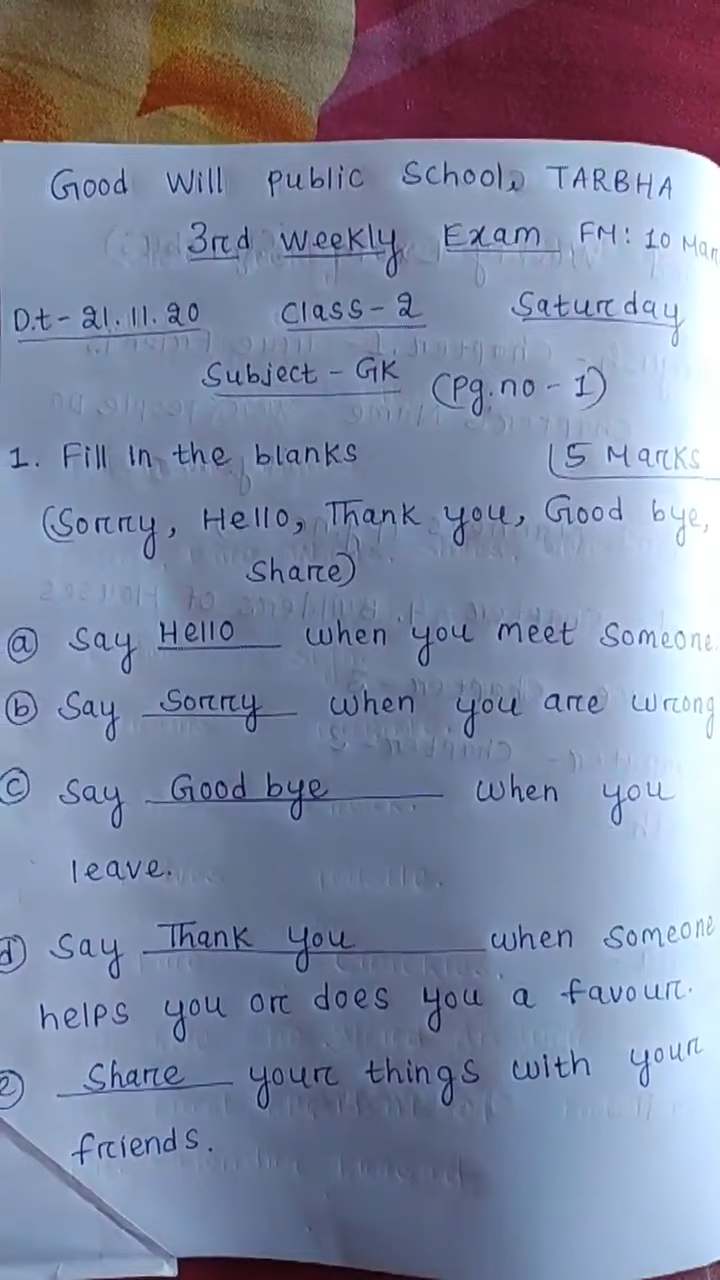 Good Will public School, TARBHA
3rd Weekly Exam FM: 10 Mar
D.t - 21.11.20 Class - 2 Saturday
Subject - GK (Pg.no - 1)
1. Fill in the blanks 5 Marks
(Sorry, Hello, Thank you, Good bye,
Share)
a Say Hello when you meet someone.
b Say Sorry when you are wrong
c Say Good bye when you
leave.
d Say Thank you when someone
helps you or does you a favour.
e Share your things with your
friends.